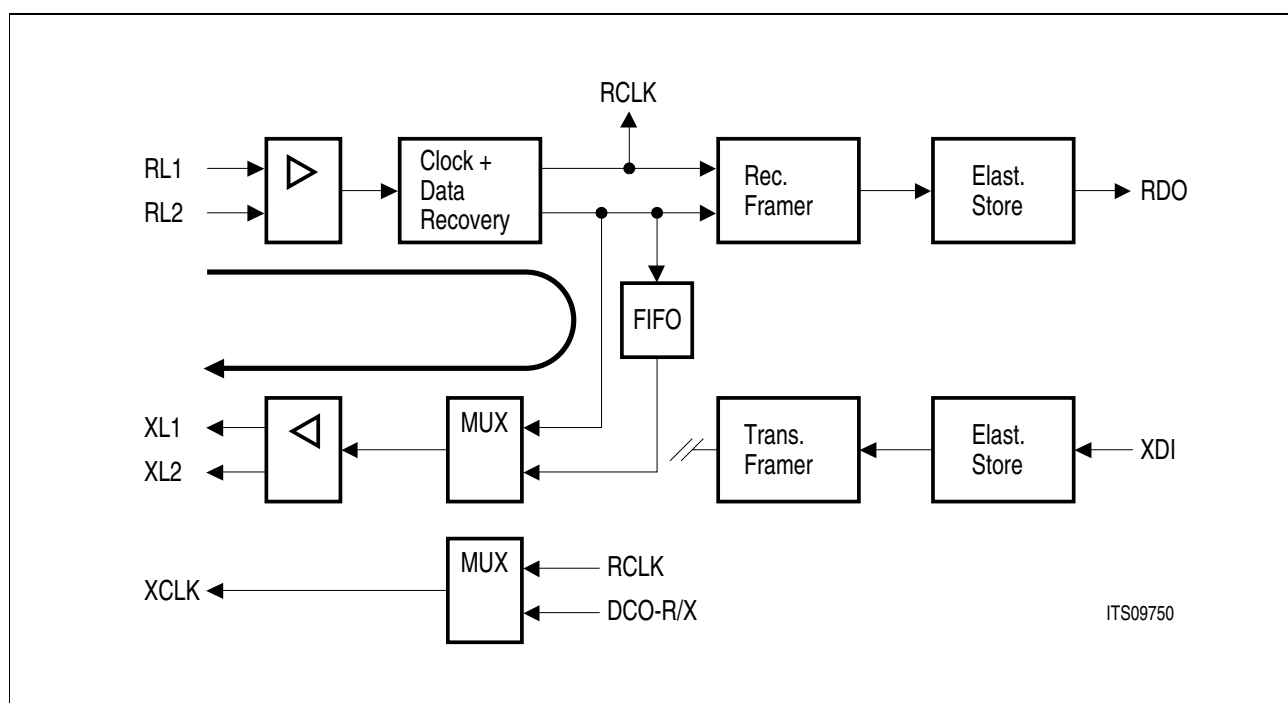 RCLK
RL1
RL2
Clock +
Data
Recovery
Rec.
Framer
Elast.
Store
RDO
FIFO
XL1
XL2
MUX
Trans.
Framer
Elast.
Store
XDI
XCLK
MUX
RCLK
DCO-R/X
ITS09750